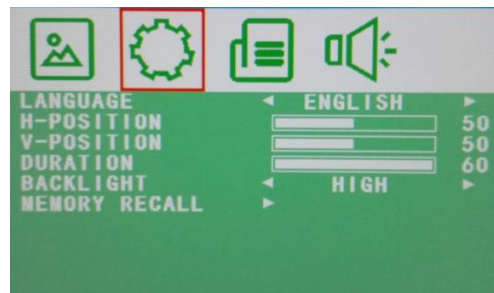 LANGUAGE ENGLISH
H-POSITION 50
V-POSITION 50
DURATION 60
BACKLIGHT HIGH
MEMORY RECALL